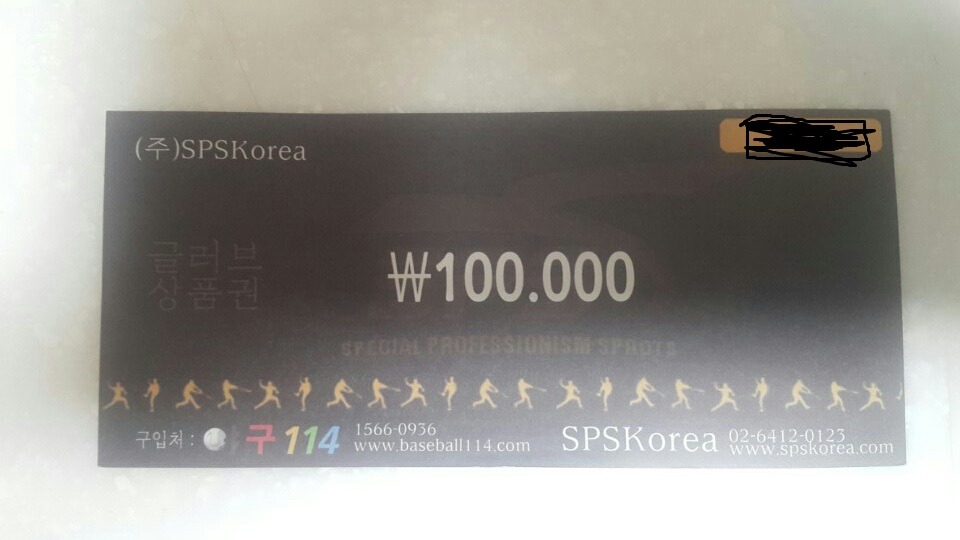 (주)SPSKorea
글러브
상품권
₩100.000
SPECIAL PROFESSIONISM SPROTS
구입처 : 구114
1566-0936
www.baseball114.com
SPSKorea
02-6412-0123
www.spskorea.com